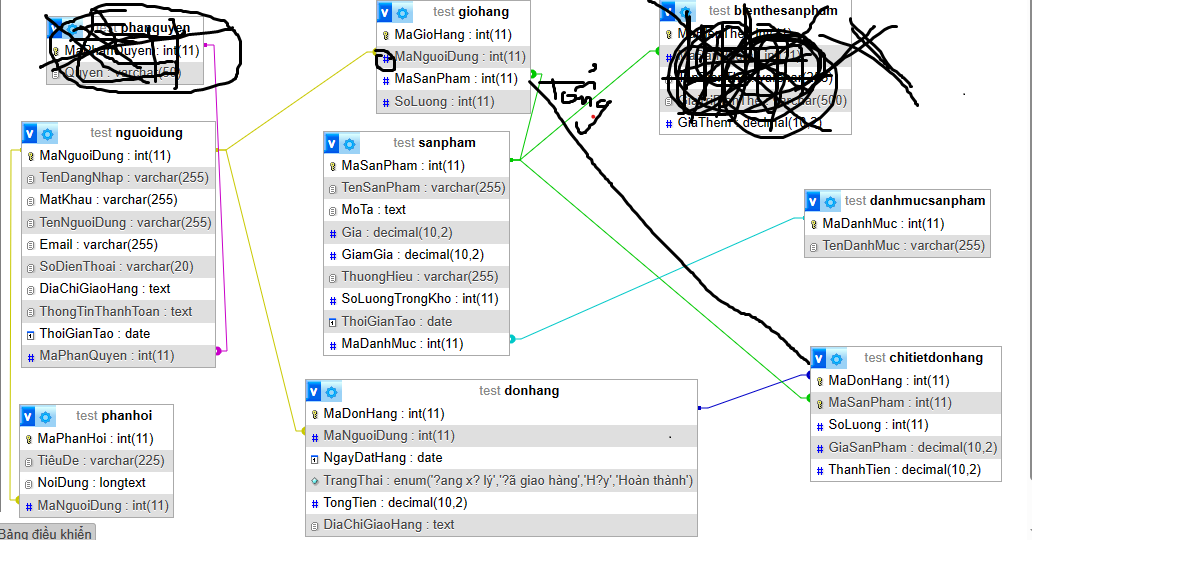 test phanquyen
MaPhanQuyen : int(11)
Quyen : varchar(50)
test giohang
MaGioHang : int(11)
MaNguoiDung : int(11)
MaSanPham : int(11)
SoLuong : int(11)
test bienthesanpham
GiaThem : decimal(10,2)
test nguoidung
MaNguoiDung : int(11)
TenDangNhap : varchar(255)
MatKhau : varchar(255)
TenNguoiDung : varchar(255)
Email : varchar(255)
SoDienThoai : varchar(20)
DiaChiGiaoHang : text
ThongTinThanhToan : text
ThoiGianTao : date
MaPhanQuyen : int(11)
test sanpham
MaSanPham : int(11)
TenSanPham : varchar(255)
MoTa : text
Gia : decimal(10,2)
GiamGia : decimal(10,2)
ThuongHieu : varchar(255)
SoLuongTrongKho : int(11)
ThoiGianTao : date
MaDanhMuc : int(11)
test danhmucsanpham
MaDanhMuc : int(11)
TenDanhMuc : varchar(255)
test phanhoi
MaPhanHoi : int(11)
TiêuDe : varchar(225)
NoiDung : longtext
MaNguoiDung : int(11)
test donhang
MaDonHang : int(11)
MaNguoiDung : int(11)
NgayDatHang : date
TrangThai : enum('?ang x? lý','?ã giao hàng','H?y','Hoàn thành')
TongTien : decimal(10,2)
DiaChiGiaoHang : text
test chitietdonhang
MaDonHang : int(11)
MaSanPham : int(11)
SoLuong : int(11)
GiaSanPham : decimal(10,2)
ThanhTien : decimal(10,2)
Bảng điều khiển